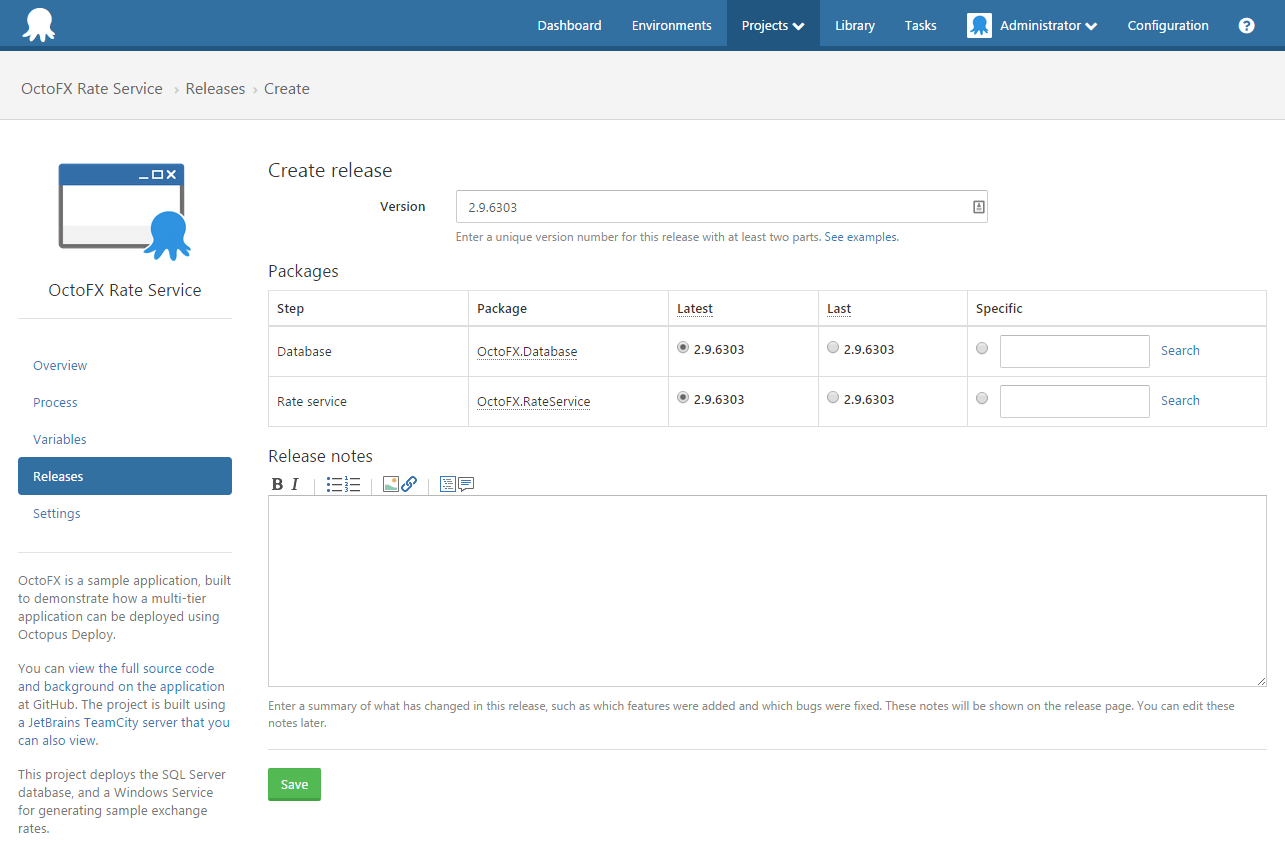 Dashboard Environments Projects Library Tasks Administrator Configuration ?
OctoFX Rate Service › Releases › Create
OctoFX Rate Service
Overview
Process
Variables
Releases
Settings
OctoFX is a sample application, built
to demonstrate how a multi-tier
application can be deployed using
Octopus Deploy.
You can view the full source code
and background on the application
at GitHub. The project is built using
a JetBrains TeamCity server that you
can also view.
This project deploys the SQL Server
database, and a Windows Service
for generating sample exchange
rates.
Create release
Version 2.9.6303
Enter a unique version number for this release with at least two parts. See examples.
Packages
Step Package Latest Last Specific
Database OctoFX.Database 2.9.6303 2.9.6303 Search
Rate service OctoFX.RateService 2.9.6303 2.9.6303 Search
Release notes
B I
Enter a summary of what has changed in this release, such as which features were added and which bugs were fixed. These notes will be shown on the release page. You can edit these
notes later.
Save